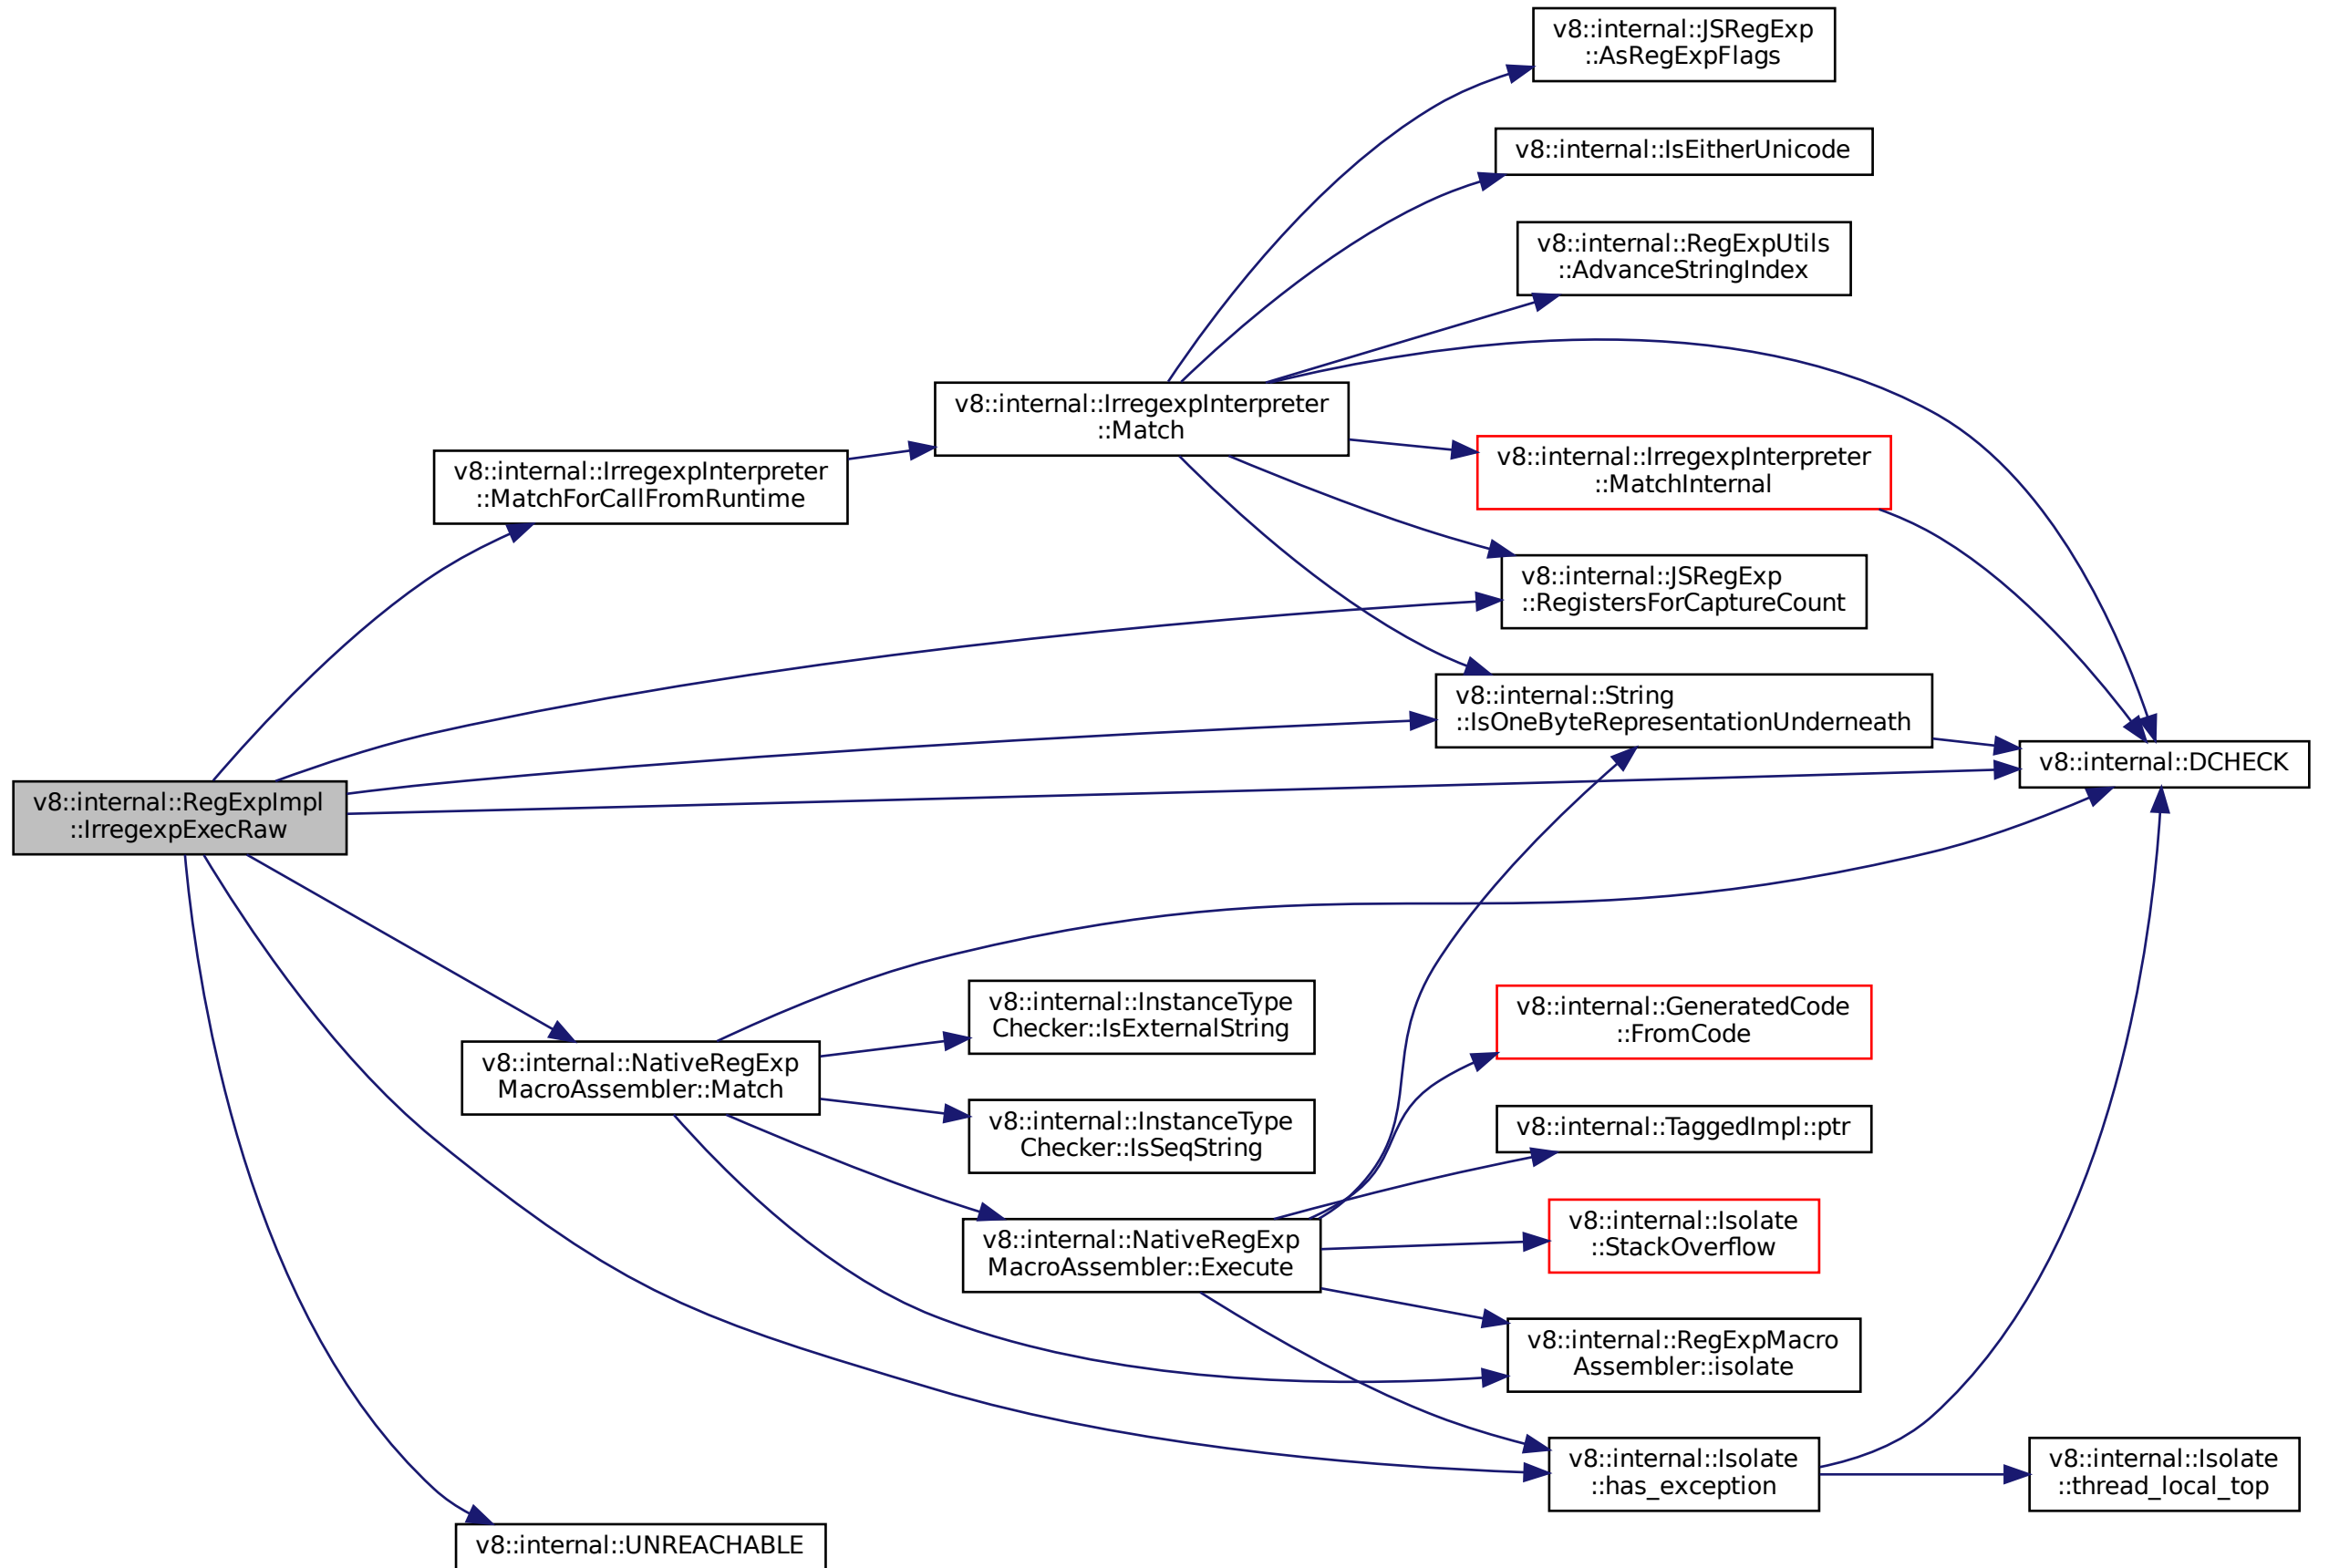 v8::internal::JSRegExp
::AsRegExpFlags
v8::internal::IsEitherUnicode
v8::internal::RegExpUtils
::AdvanceStringIndex
v8::internal::IrregexpInterpreter
::Match
v8::internal::IrregexpInterpreter
::MatchForCallFromRuntime
v8::internal::IrregexpInterpreter
::MatchInternal
v8::internal::JSRegExp
::RegistersForCaptureCount
v8::internal::String
::IsOneByteRepresentationUnderneath
v8::internal::DCHECK
v8::internal::RegExpImpl
::IrregexpExecRaw
v8::internal::InstanceType
Checker::IsExternalString
v8::internal::GeneratedCode
::FromCode
v8::internal::NativeRegExp
MacroAssembler::Match
v8::internal::InstanceType
Checker::IsSeqString
v8::internal::TaggedImpl::ptr
v8::internal::NativeRegExp
MacroAssembler::Execute
v8::internal::Isolate
::StackOverflow
v8::internal::RegExpMacro
Assembler::isolate
v8::internal::Isolate
::has_exception
v8::internal::Isolate
::thread_local_top
v8::internal::UNREACHABLE